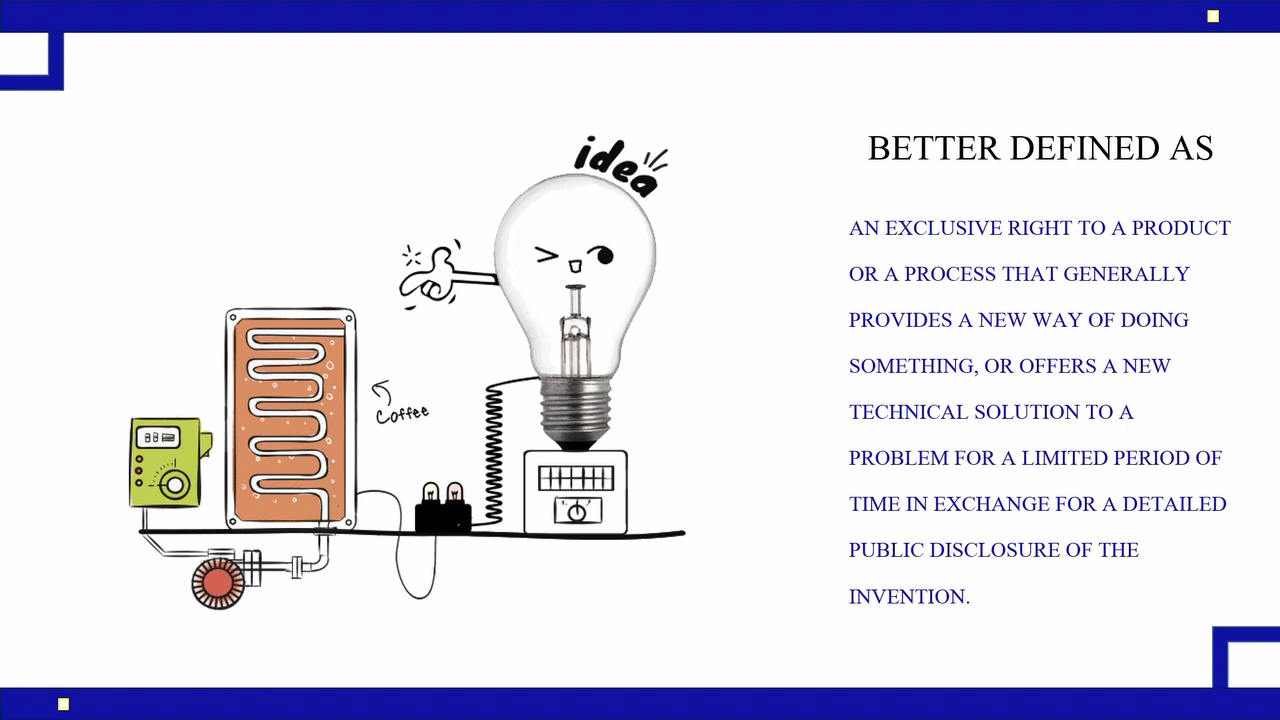 idea
Coffee
BETTER DEFINED AS
AN EXCLUSIVE RIGHT TO A PRODUCT
OR A PROCESS THAT GENERALLY
PROVIDES A NEW WAY OF DOING
SOMETHING, OR OFFERS A NEW
TECHNICAL SOLUTION TO A
PROBLEM FOR A LIMITED PERIOD OF
TIME IN EXCHANGE FOR A DETAILED
PUBLIC DISCLOSURE OF THE
INVENTION.